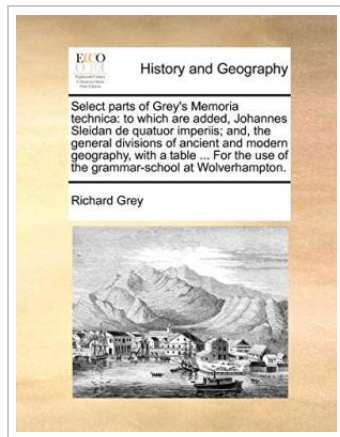 ECCO
History and Geography
Select parts of Grey's Memoria
technica: to which are added, Johannes
Sleidan de quatuor imperiis; and, the
general divisions of ancient and modern
geography, with a table ... For the use of
the grammar-school at Wolverhampton.
Richard Grey